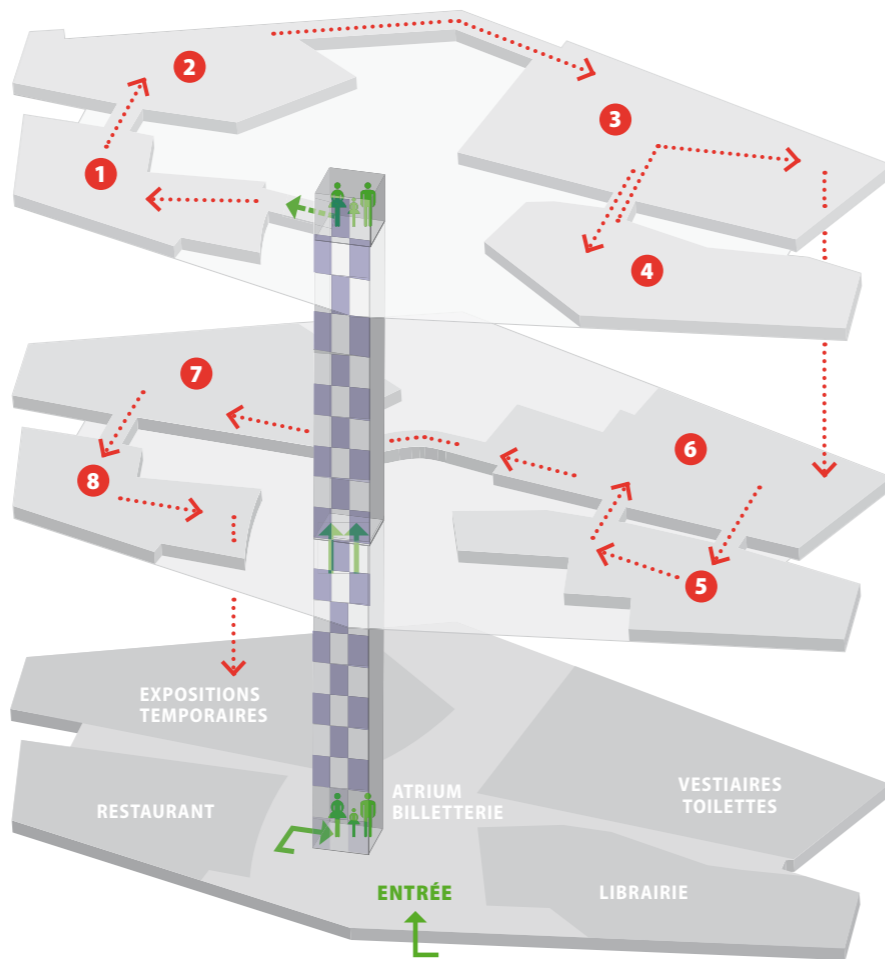 2
3
1
4
7
6
8
5
EXPOSITIONS
TEMPORAIRES
ATRIUM
BILLETTERIE
VESTIAIRES
TOILETTES
RESTAURANT
ENTRÉE
LIBRAIRIE